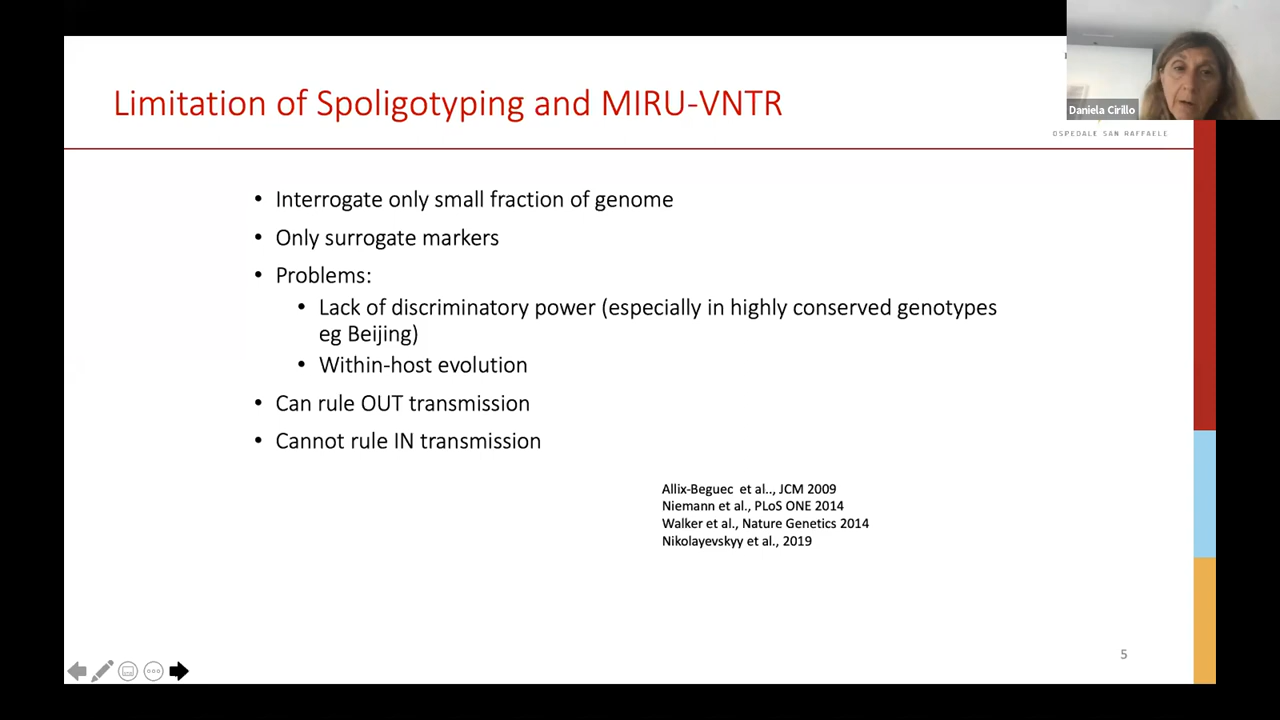 Limitation of Spoligotyping and MIRU-VNTR
Daniela Cirillo
OSPEDALE SAN RAFFAELE
• Interrogate only small fraction of genome
• Only surrogate markers
• Problems:
• Lack of discriminatory power (especially in highly conserved genotypes
eg Beijing)
• Within-host evolution
• Can rule OUT transmission
• Cannot rule IN transmission
Allix-Beguec et al.., JCM 2009
Niemann et al., PLoS ONE 2014
Walker et al., Nature Genetics 2014
Nikolayevskyy et al., 2019
5